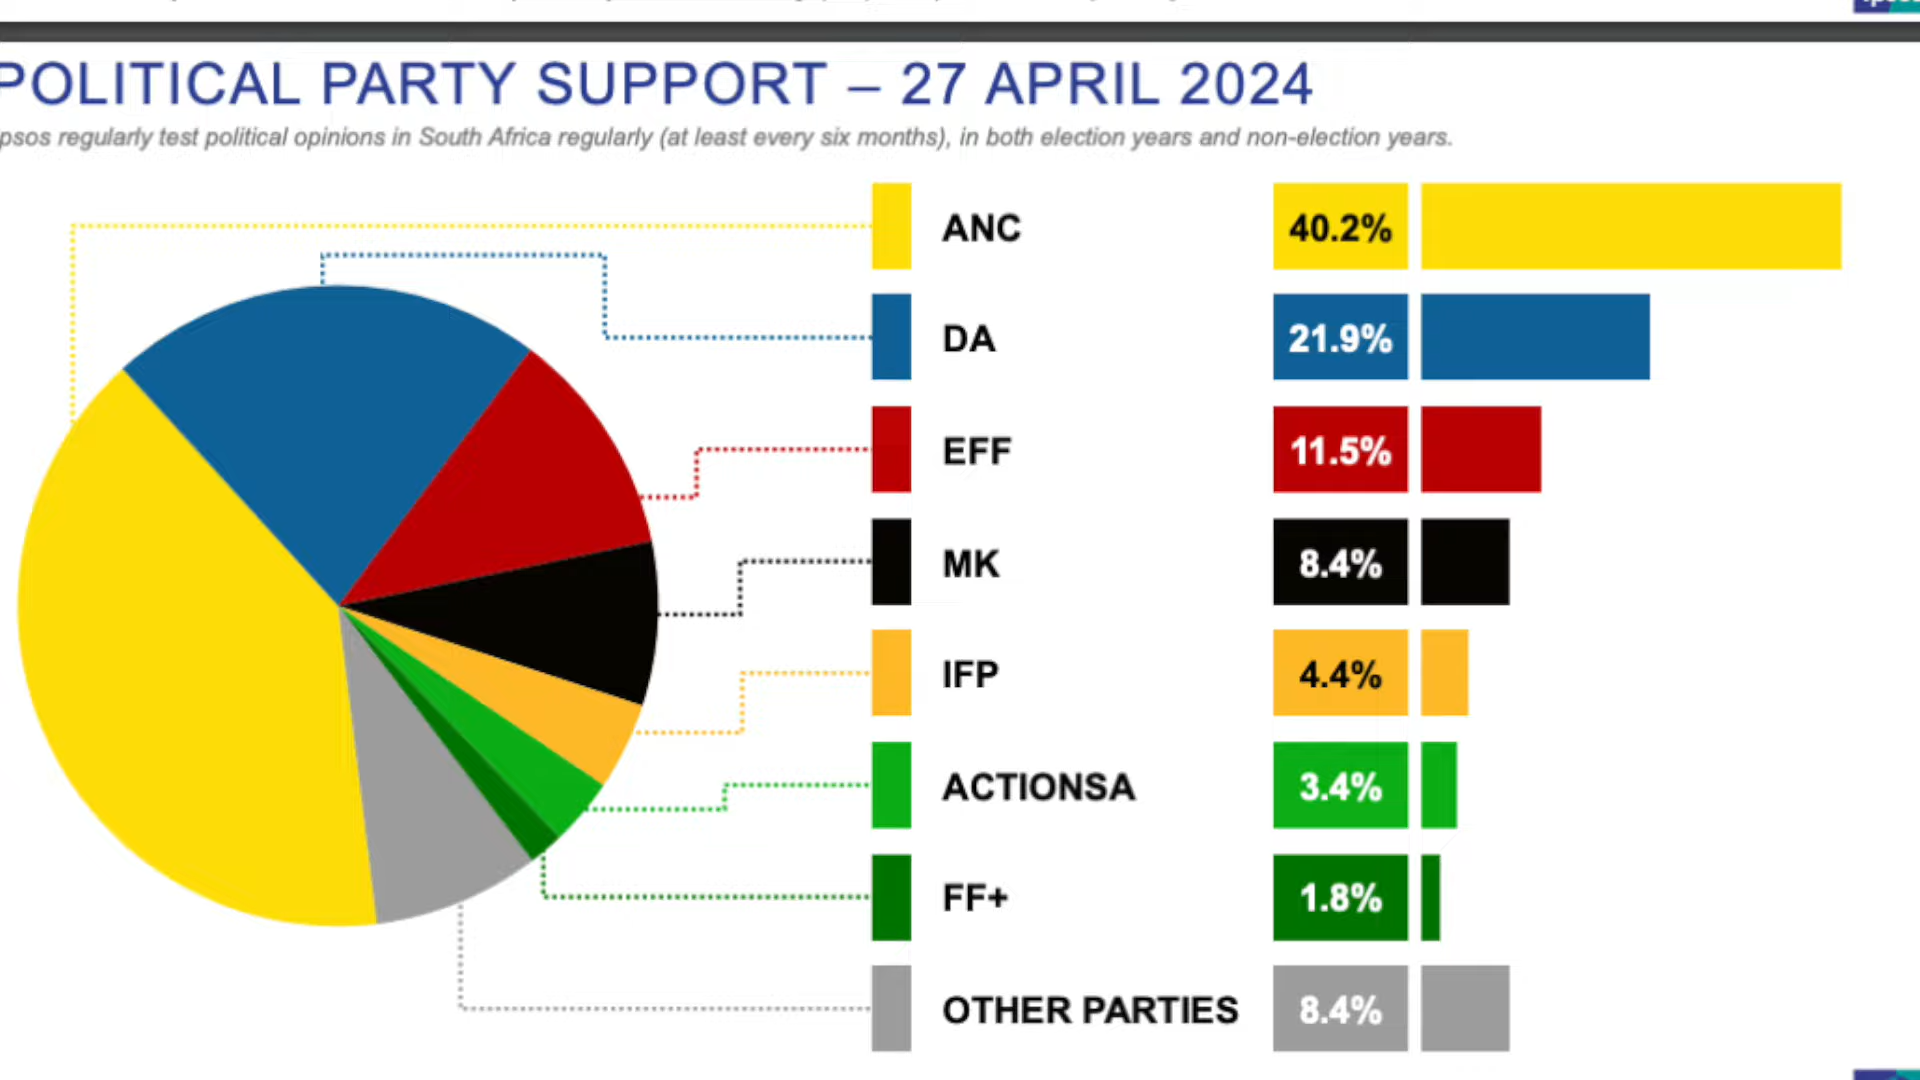 POLITICAL PARTY SUPPORT – 27 APRIL 2024
psos regularly test political opinions in South Africa regularly (at least every six months), in both election years and non-election years.
ANC 40.2%
DA 21.9%
EFF 11.5%
MK 8.4%
IFP 4.4%
ACTIONSA 3.4%
FF+ 1.8%
OTHER PARTIES 8.4%